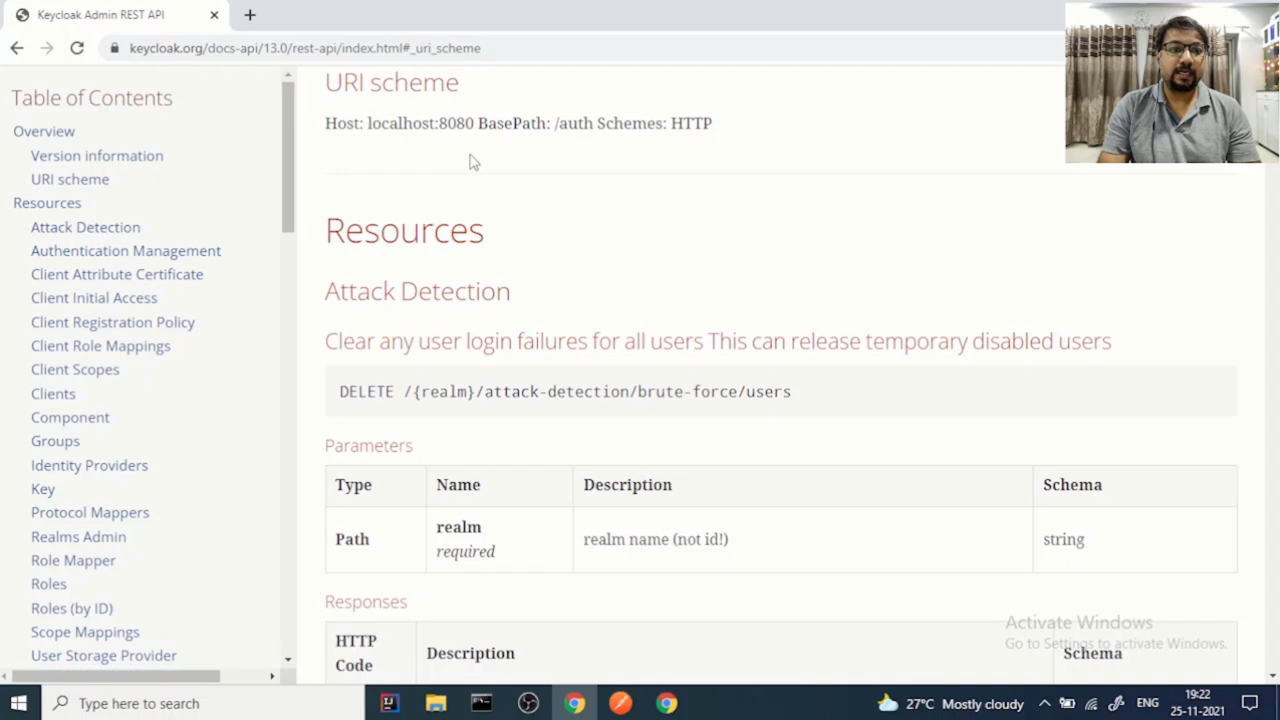 Keycloak Admin REST API
keycloak.org/docs-api/13.0/rest-api/index.html#_uri_scheme
Table of Contents
Overview
Version information
URI scheme
Resources
Attack Detection
Authentication Management
Client Attribute Certificate
Client Initial Access
Client Registration Policy
Client Role Mappings
Client Scopes
Clients
Component
Groups
Identity Providers
Key
Protocol Mappers
Realms Admin
Role Mapper
Roles
Roles (by ID)
Scope Mappings
User Storage Provider
URI scheme
Host: localhost:8080 BasePath: /auth Schemes: HTTP
Resources
Attack Detection
Clear any user login failures for all users This can release temporary disabled users
DELETE /{realm}/attack-detection/brute-force/users
Parameters
Type Name Description Schema
Path realm required realm name (not id!) string
Responses
HTTP Code Description Schema
Activate Windows
Go to Settings to activate Windows.
Type here to search
27°C Mostly cloudy
ENG
19:22
25-11-2021